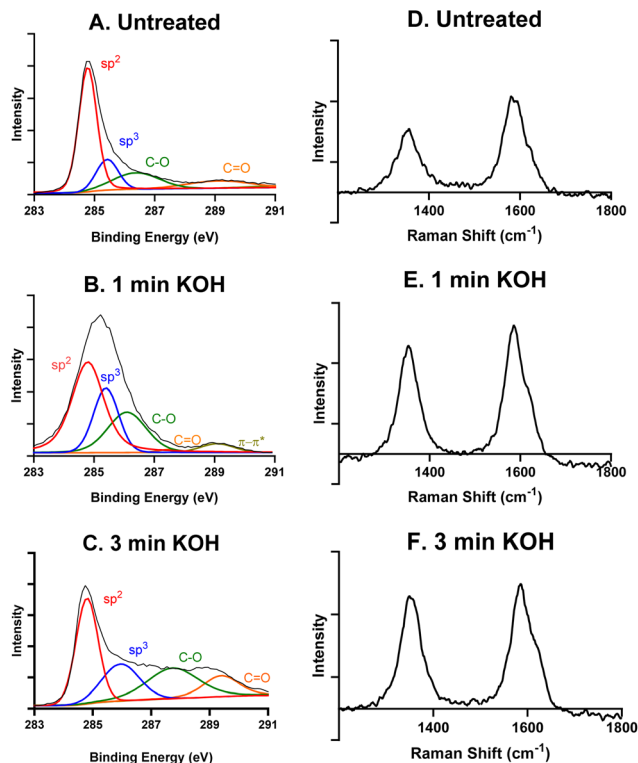 A. Untreated
Intensity
sp²
sp³
C-O
C=O
283 285 287 289 291
Binding Energy (eV)
D. Untreated
Intensity
1400 1600 1800
Raman Shift (cm⁻¹)
B. 1 min KOH
Intensity
sp²
sp³
C-O
C=O
π–π*
283 285 287 289 291
Binding Energy (eV)
E. 1 min KOH
Intensity
1400 1600 1800
Raman Shift (cm⁻¹)
C. 3 min KOH
Intensity
sp²
sp³
C-O
C=O
283 285 287 289 291
Binding Energy (eV)
F. 3 min KOH
Intensity
1400 1600 1800
Raman Shift (cm⁻¹)